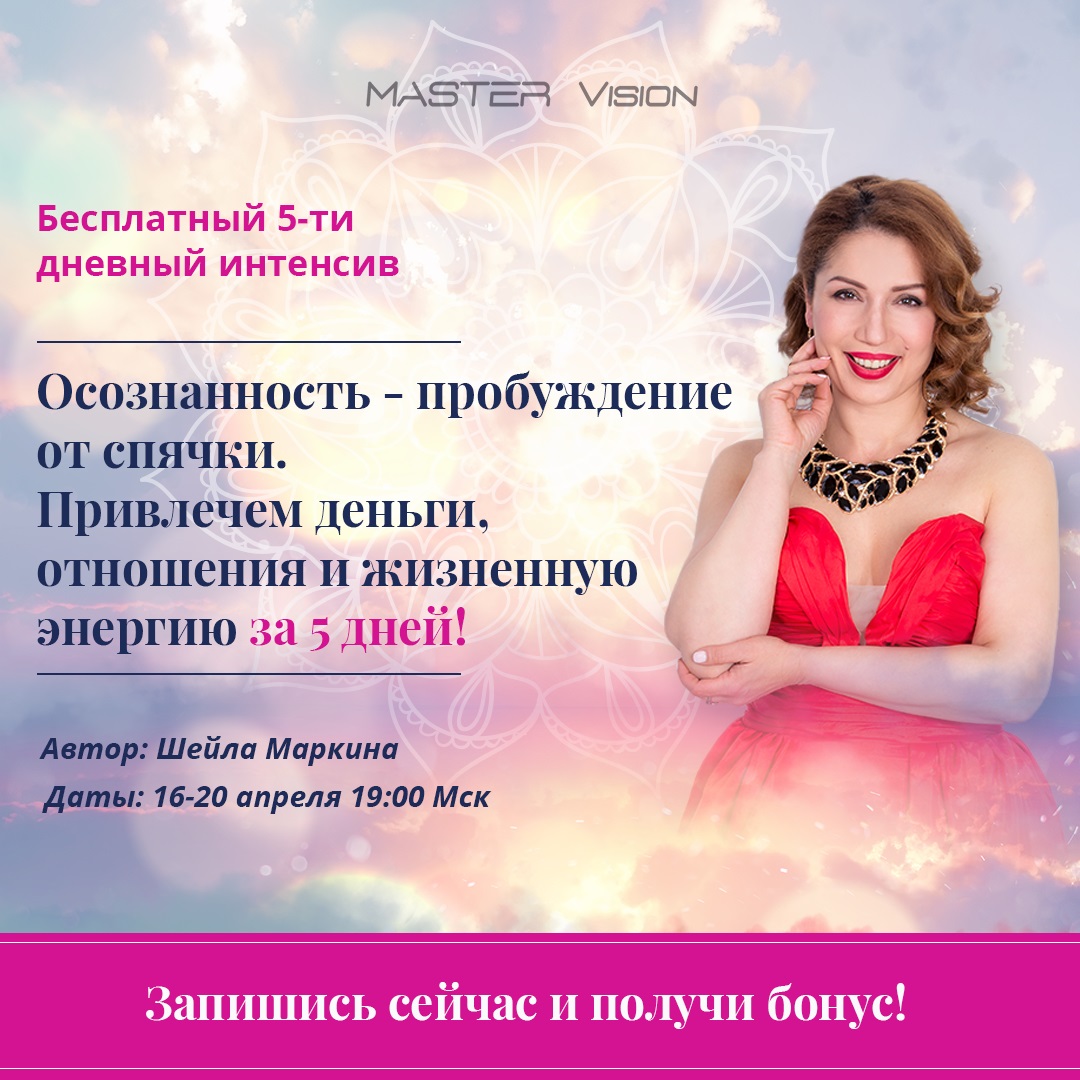 MASTER VISION
Бесплатный 5-ти
дневный интенсив
Осознанность - пробуждение
от спячки.
Привлечем деньги,
отношения и жизненную
энергию за 5 дней!
Автор: Шейла Маркина
Даты: 16-20 апреля 19:00 Мск
Запишись сейчас и получи бонус!